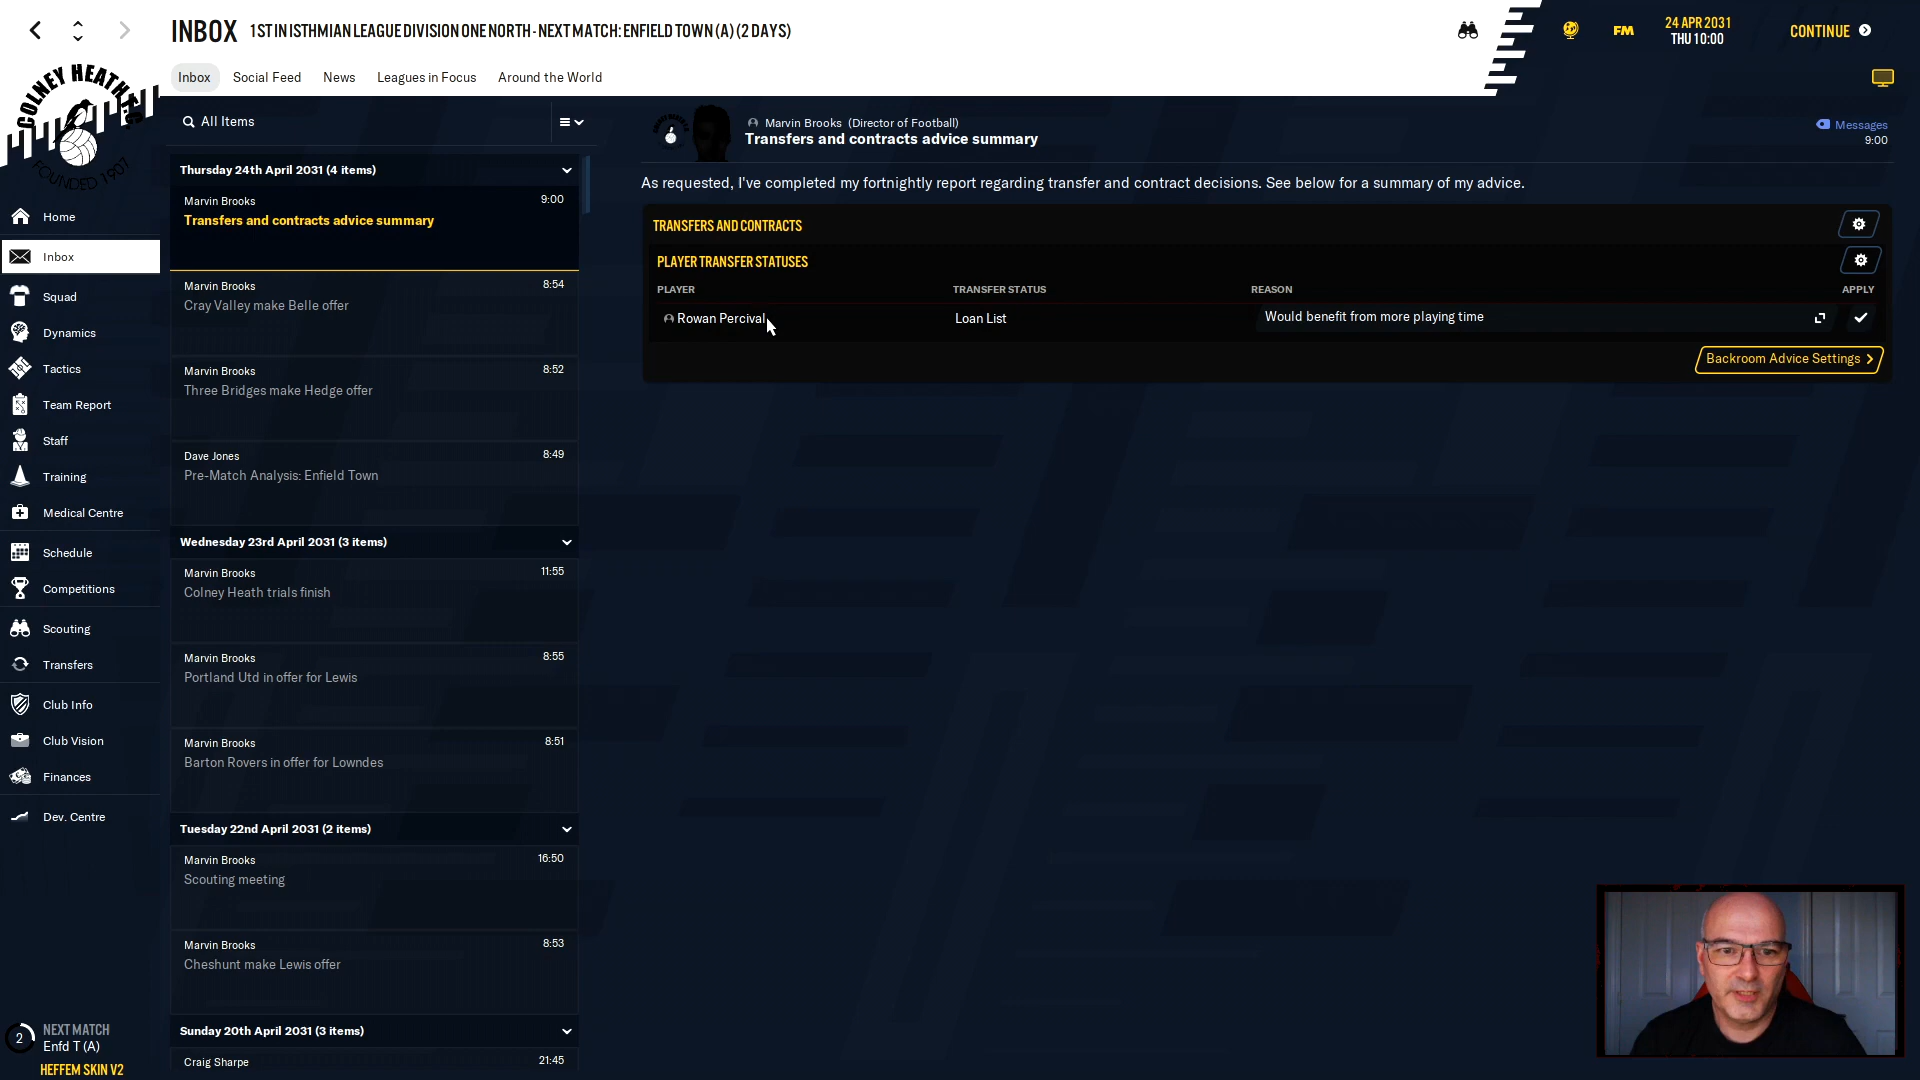 INBOX
1ST IN ISTHMIAN LEAGUE DIVISION ONE NORTH - NEXT MATCH: ENFIELD TOWN (A) (2 DAYS)
FM
24 APR 2031
THU 10:00
CONTINUE
Inbox
Social Feed
News
Leagues in Focus
Around the World
COLNEY HEATH
FOUNDED 1907
Home
Inbox
Squad
Dynamics
Tactics
Team Report
Staff
Training
Medical Centre
Schedule
Competitions
Scouting
Transfers
Club Info
Club Vision
Finances
Dev. Centre
2
NEXT MATCH
Enfd T (A)
HEFFEM SKIN V2
All Items
Thursday 24th April 2031 (4 items)
Marvin Brooks 9:00
Transfers and contracts advice summary
Marvin Brooks 8:54
Cray Valley make Belle offer
Marvin Brooks 8:52
Three Bridges make Hedge offer
Dave Jones 8:49
Pre-Match Analysis: Enfield Town
Wednesday 23rd April 2031 (3 items)
Marvin Brooks 11:55
Colney Heath trials finish
Marvin Brooks 8:55
Portland Utd in offer for Lewis
Marvin Brooks 8:51
Barton Rovers in offer for Lowndes
Tuesday 22nd April 2031 (2 items)
Marvin Brooks 16:50
Scouting meeting
Marvin Brooks 8:53
Cheshunt make Lewis offer
Sunday 20th April 2031 (3 items)
Craig Sharpe 21:45
Marvin Brooks (Director of Football)
Transfers and contracts advice summary
Messages
9:00
As requested, I've completed my fortnightly report regarding transfer and contract decisions. See below for a summary of my advice.
TRANSFERS AND CONTRACTS
PLAYER TRANSFER STATUSES
PLAYER TRANSFER STATUS REASON APPLY
Rowan Percival Loan List Would benefit from more playing time
Backroom Advice Settings